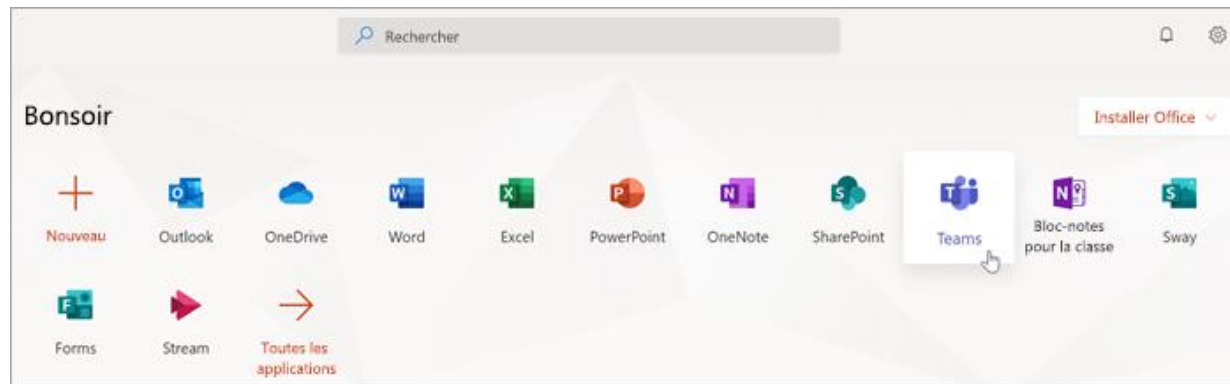 Rechercher
Bonsoir
Installer Office
Nouveau
Outlook
OneDrive
Word
Excel
PowerPoint
OneNote
SharePoint
Teams
Bloc-notes
pour la classe
Sway
Forms
Stream
Toutes les
applications